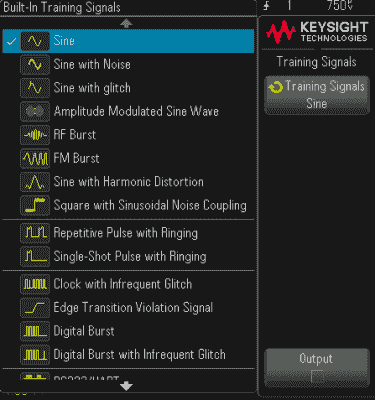 Built-In Training Signals
1
750
Sine
Sine with Noise
Sine with glitch
Amplitude Modulated Sine Wave
RF Burst
FM Burst
Sine with Harmonic Distortion
Square with Sinusoidal Noise Coupling
Repetitive Pulse with Ringing
Single-Shot Pulse with Ringing
Clock with Infrequent Glitch
Edge Transition Violation Signal
Digital Burst
Digital Burst with Infrequent Glitch
KEYSIGHT
TECHNOLOGIES
Training Signals
Training Signals
Sine
Output